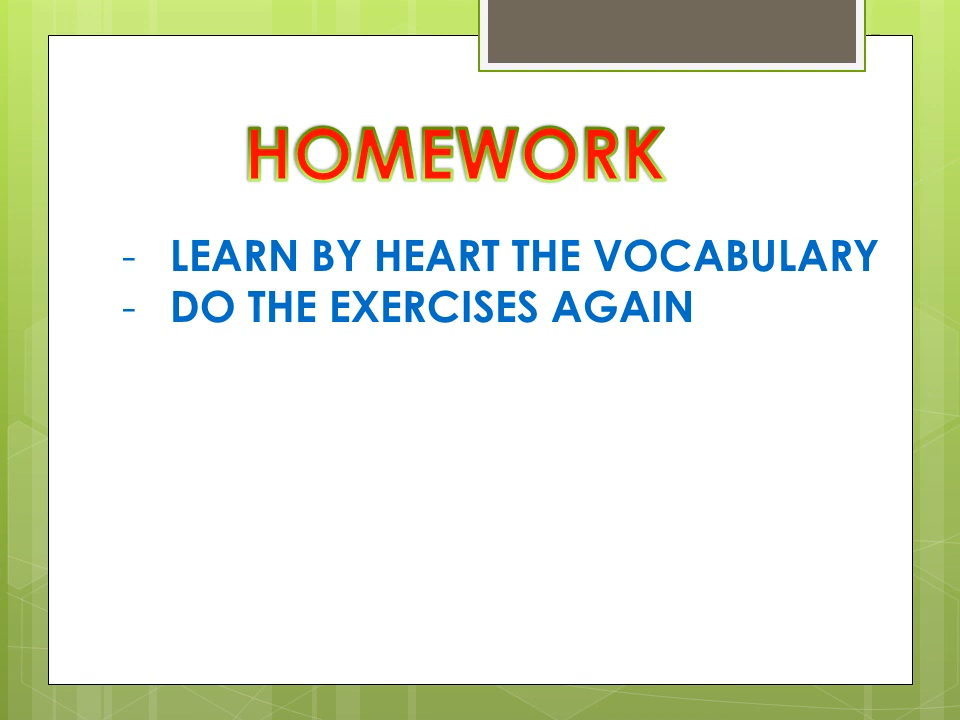 HOMEWORK
- LEARN BY HEART THE VOCABULARY
- DO THE EXERCISES AGAIN